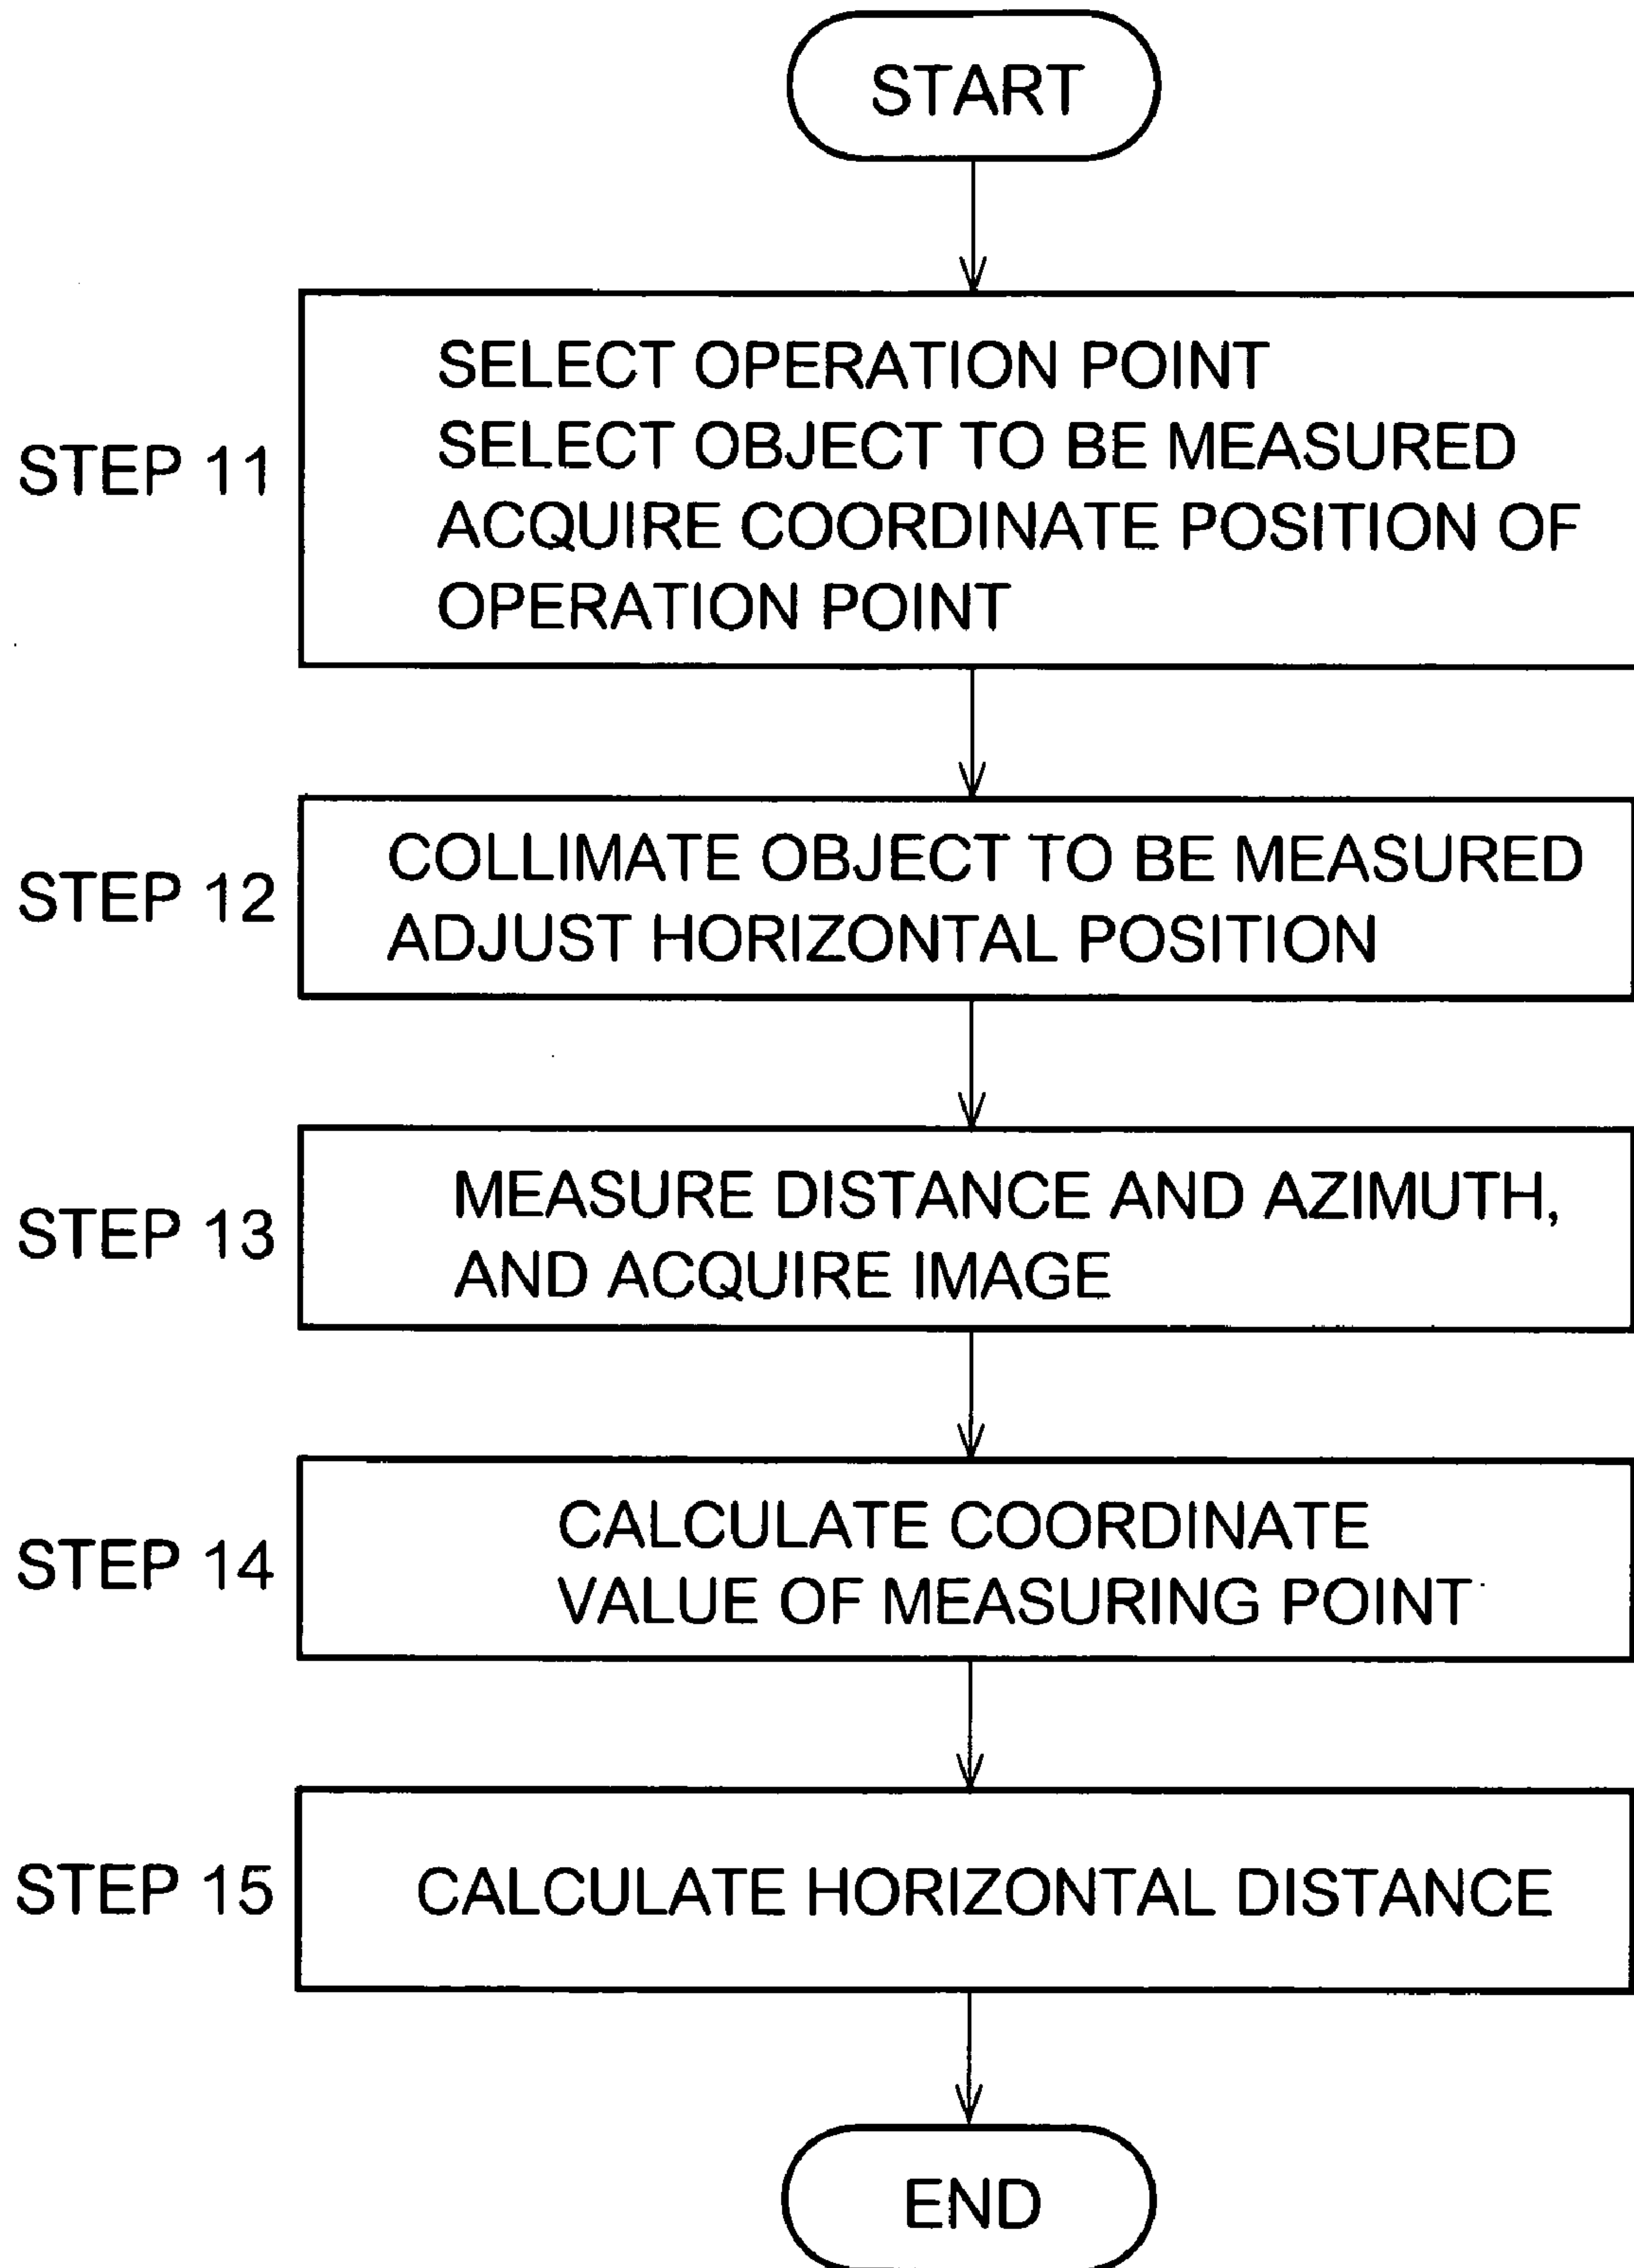 START
STEP 11
SELECT OPERATION POINT
SELECT OBJECT TO BE MEASURED
ACQUIRE COORDINATE POSITION OF
OPERATION POINT
STEP 12
COLLIMATE OBJECT TO BE MEASURED
ADJUST HORIZONTAL POSITION
STEP 13
MEASURE DISTANCE AND AZIMUTH,
AND ACQUIRE IMAGE
STEP 14
CALCULATE COORDINATE
VALUE OF MEASURING POINT
STEP 15
CALCULATE HORIZONTAL DISTANCE
END